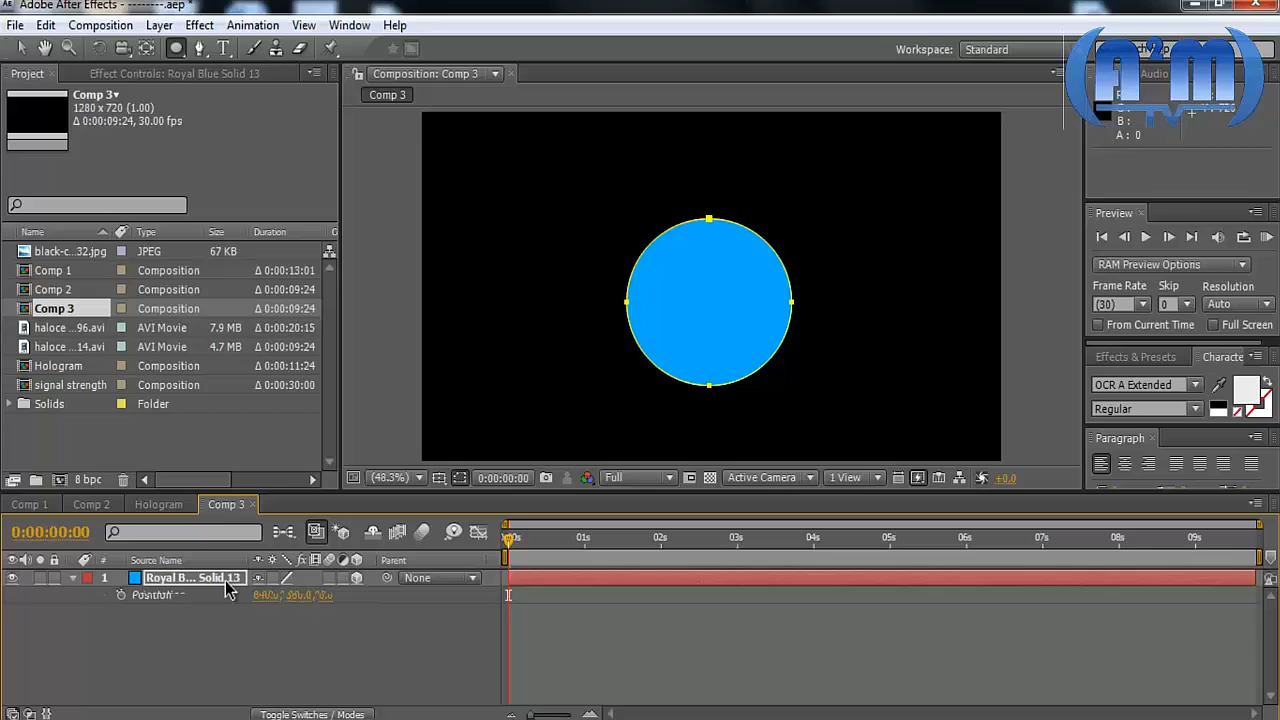 Adobe After Effects - --------.aep *
File Edit Composition Layer Effect Animation View Window Help
Workspace: Standard
Project Effect Controls: Royal Blue Solid 13
Composition: Comp 3
Audio
A²M TV
Comp 3▾
1280 x 720 (1.00)
Δ 0:00:09:24, 30.00 fps
Comp 3
B :
A : 0
Preview
Name Type Size Duration
black-c...32.jpg JPEG 67 KB
Comp 1 Composition Δ 0:00:13:01
Comp 2 Composition Δ 0:00:09:24
Comp 3 Composition Δ 0:00:09:24
haloce ...96.avi AVI Movie 7.9 MB Δ 0:00:20:15
haloce ...14.avi AVI Movie 4.7 MB Δ 0:00:09:24
Hologram Composition Δ 0:00:11:24
signal strength Composition Δ 0:00:30:00
Solids Folder
RAM Preview Options
Frame Rate Skip Resolution
(30) 0 Auto
From Current Time Full Screen
Effects & Presets Characte
OCR A Extended
Regular
Paragraph
8 bpc
(48.3%) 0:00:00:00 Full Active Camera 1 View +0.0
Comp 1 Comp 2 Hologram Comp 3
0:00:00:00
01s 02s 03s 04s 05s 06s 07s 08s 09s
# Source Name Parent
1 Royal B... Solid 13 None
Toggle Switches / Modes